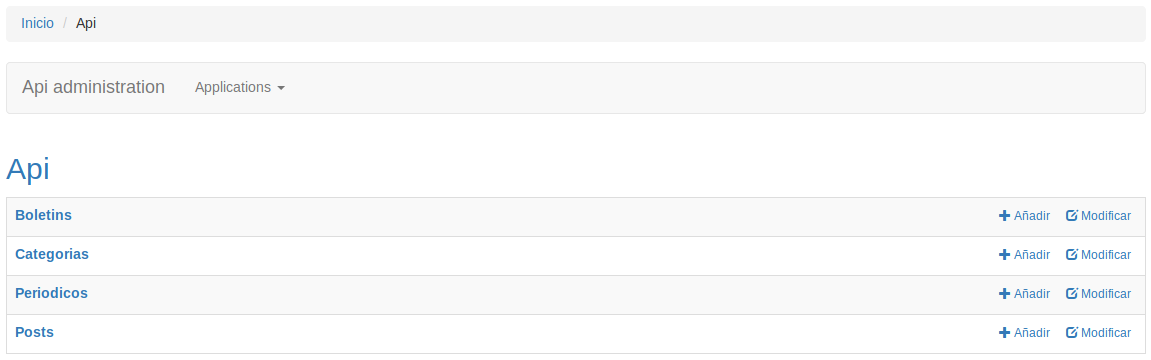 Inicio / Api
Api administration Applications
Api
Boletins Añadir Modificar
Categorias Añadir Modificar
Periodicos Añadir Modificar
Posts Añadir Modificar